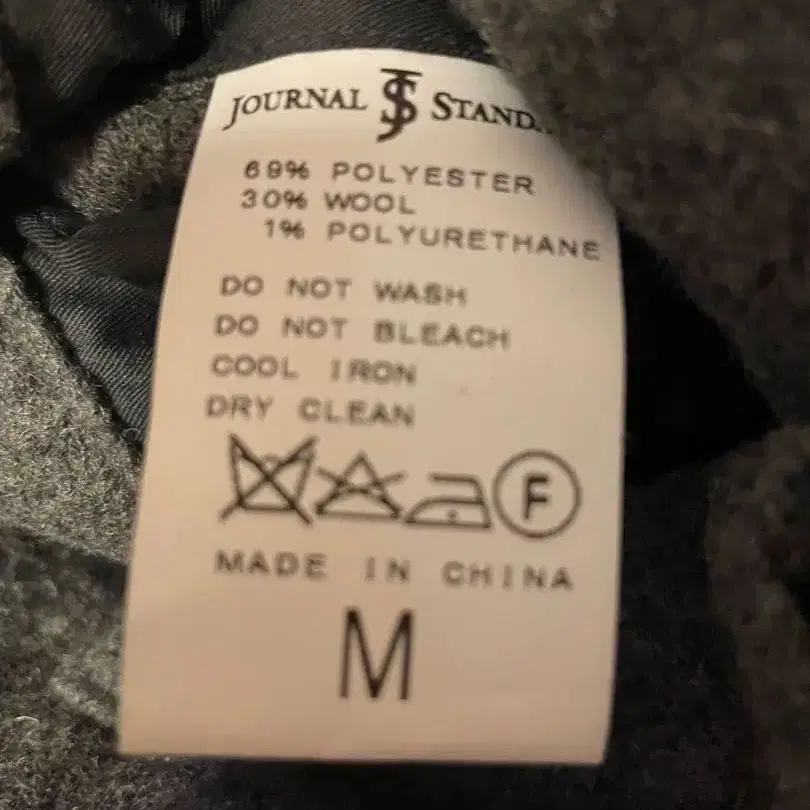 JOURNAL JS STAND
69% POLYESTER
30% WOOL
1% POLYURETHANE
DO NOT WASH
DO NOT BLEACH
COOL IRON
DRY CLEAN
F
MADE IN CHINA
M